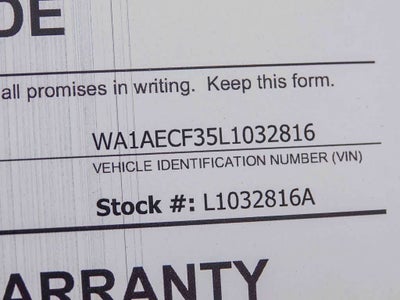 DE
all promises in writing. Keep this form.
WA1AECF35L1032816
VEHICLE IDENTIFICATION NUMBER (VIN)
Stock #: L1032816A
ARRANTY